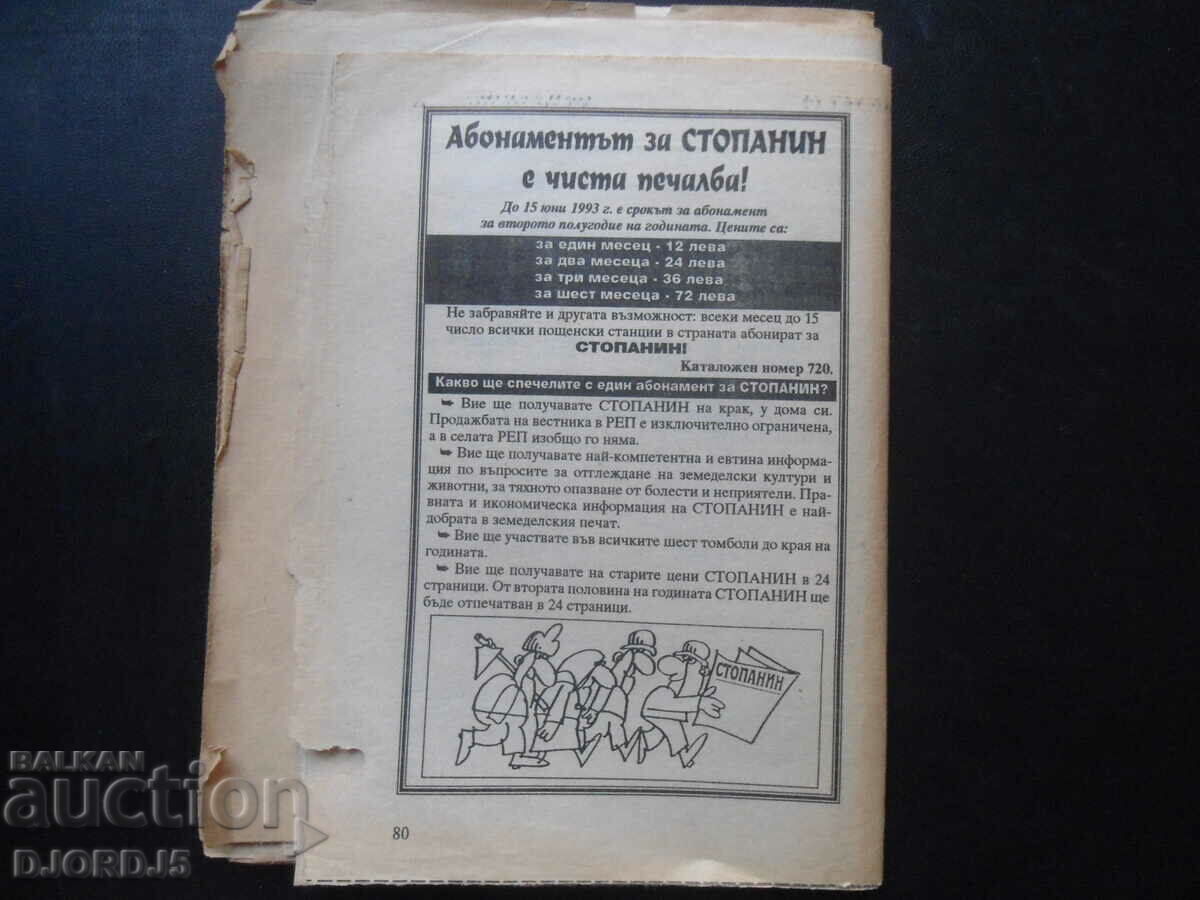 Абонаментът за СТОПАНИН
е чиста печалба!
До 15 юни 1993 г. е срокът за абонамент
за второто полугодие на годината. Цените са:
за един месец - 12 лева
за два месеца - 24 лева
за три месеца - 36 лева
за шест месеца - 72 лева
Не забравяйте и другата възможност: всеки месец до 15
число всички пощенски станции в страната абонират за
СТОПАНИН!
Каталожен номер 720.
Какво ще спечелите с един абонамент за СТОПАНИН?
➥ Вие ще получавате СТОПАНИН на крак, у дома си.
Продажбата на вестника в РЕП е изключително ограничена,
а в селата РЕП изобщо го няма.
➥ Вие ще получавате най-компетентна и евтина информа-
ция по въпросите за отглеждане на земеделски култури и
животни, за тяхното опазване от болести и неприятели. Пра-
вната и икономическа информация на СТОПАНИН е най-
добрата в земеделския печат.
➥ Вие ще участвате във всичките шест томболи до края на
годината.
➥ Вие ще получавате на старите цени СТОПАНИН в 24
страници. От втората половина на годината СТОПАНИН ще
бъде отпечатван в 24 страници.
СТОПАНИН
80
BALKAN
auction
DJORDJ5